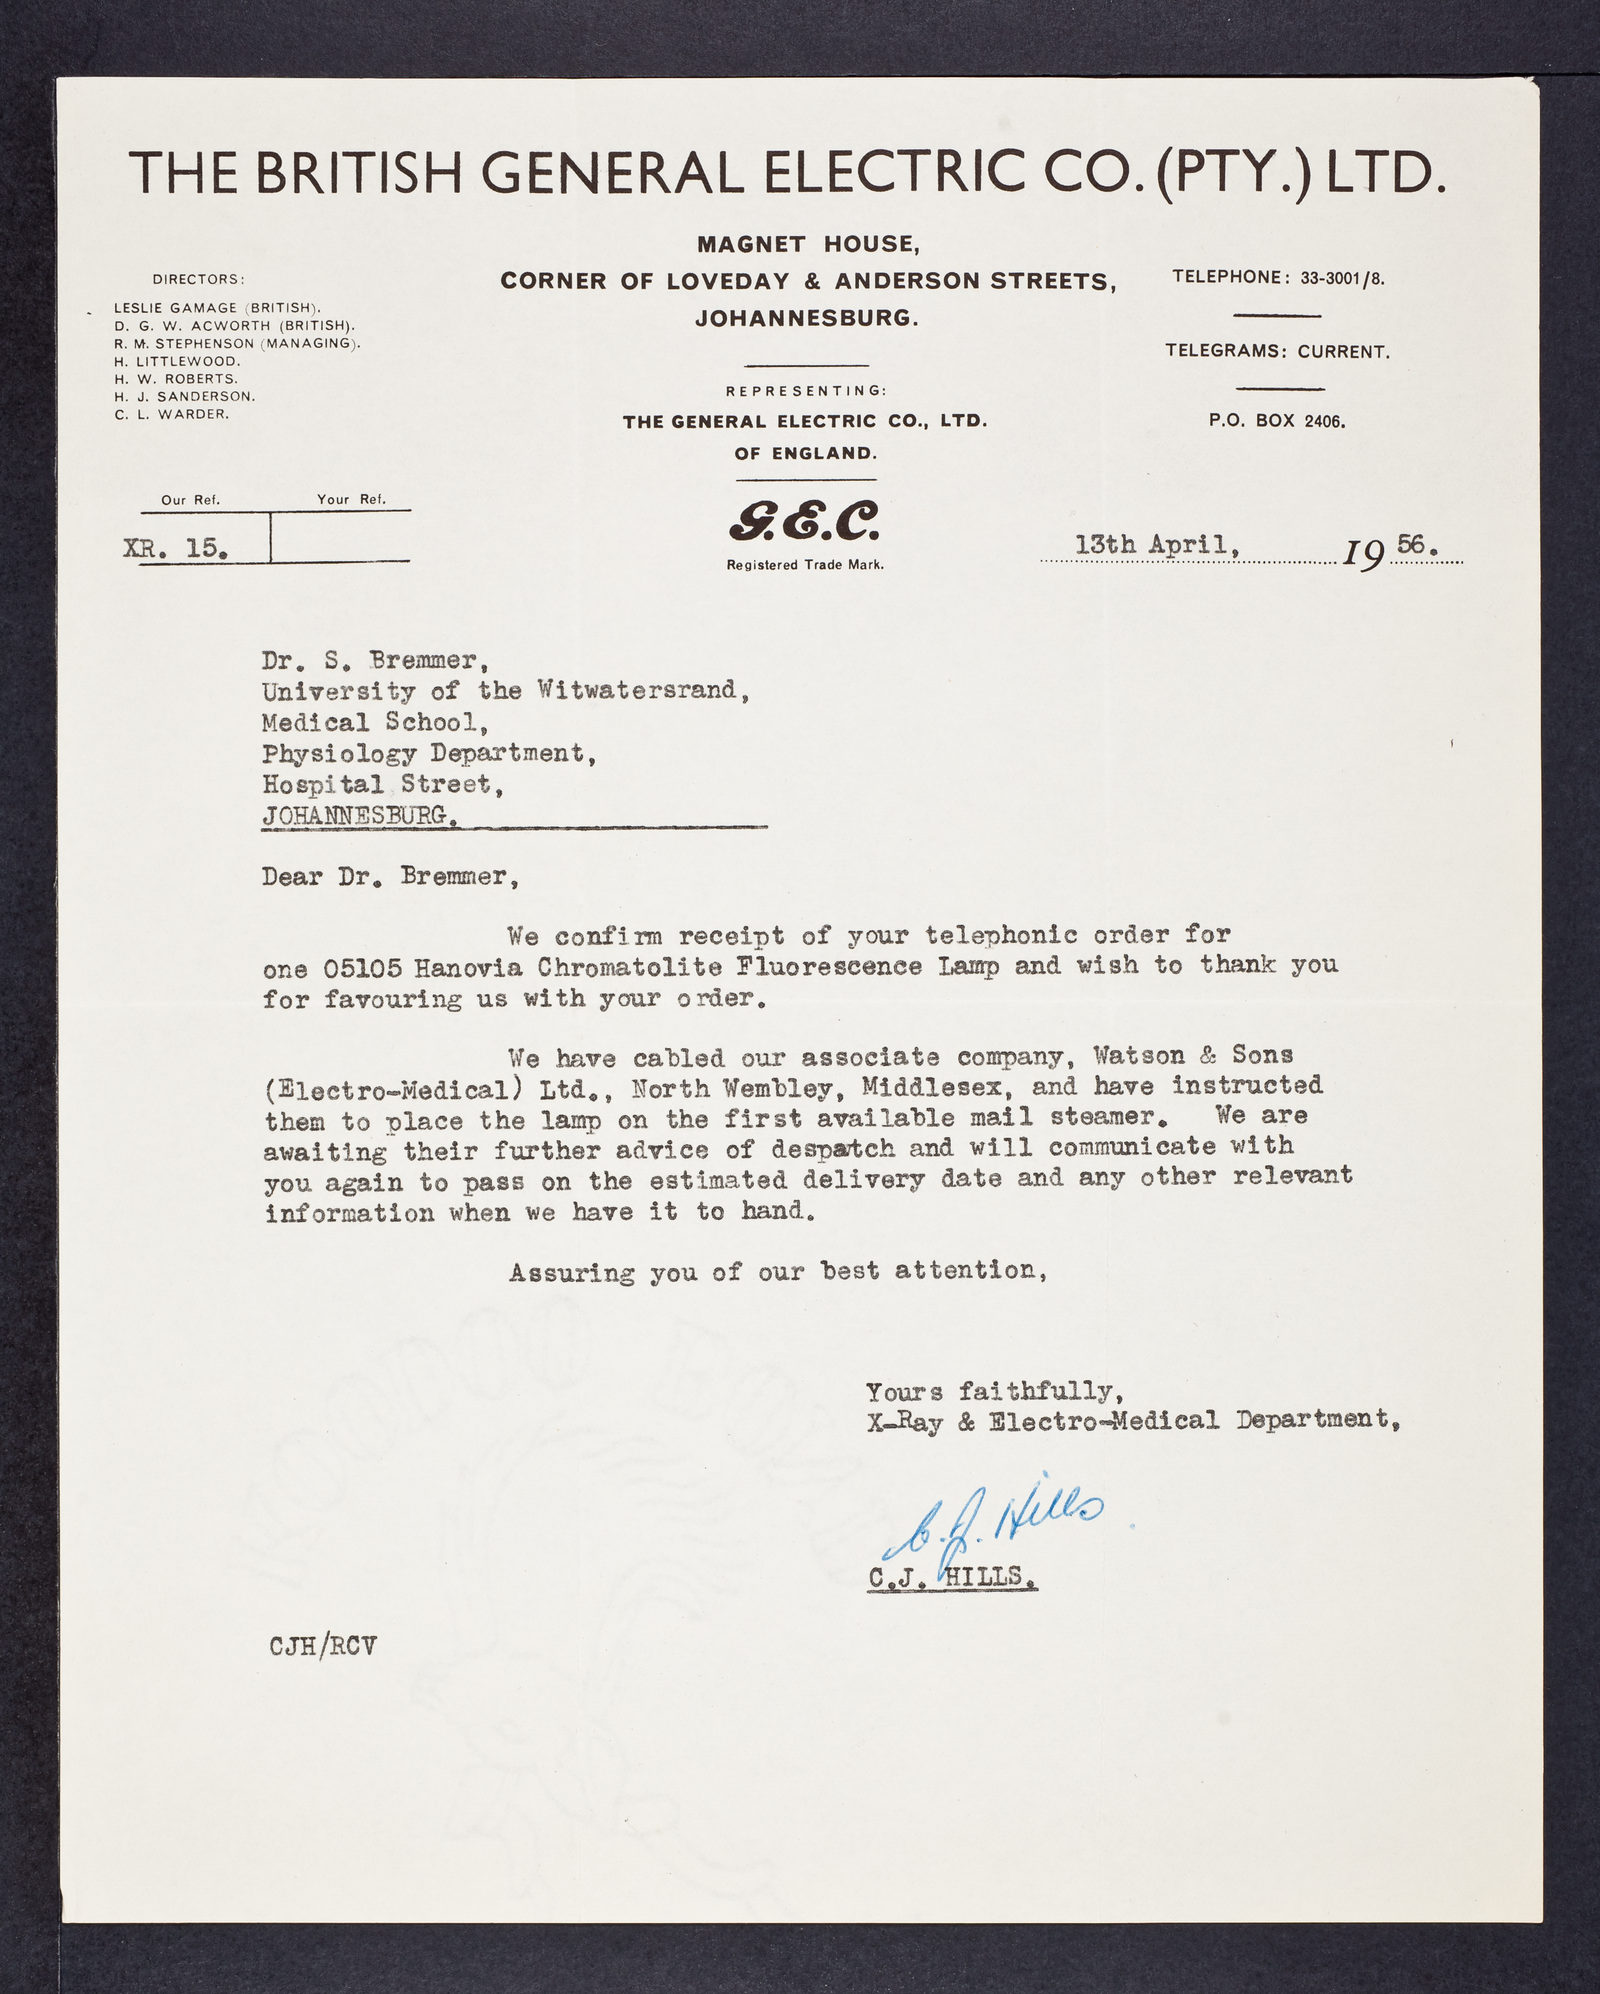 THE BRITISH GENERAL ELECTRIC CO. (PTY.) LTD.
MAGNET HOUSE,
CORNER OF LOVEDAY & ANDERSON STREETS,
JOHANNESBURG.
REPRESENTING:
THE GENERAL ELECTRIC CO., LTD.
OF ENGLAND.
G.E.C.
Registered Trade Mark.
DIRECTORS:
LESLIE GAMAGE (BRITISH).
D. G. W. ACWORTH (BRITISH).
R. M. STEPHENSON (MANAGING).
H. LITTLEWOOD.
H. W. ROBERTS.
H. J. SANDERSON.
C. L. WARDER.
TELEPHONE: 33-3001/8.
TELEGRAMS: CURRENT.
P.O. BOX 2406.
Our Ref. Your Ref.
XR. 15.
13th April, 1956.
Dr. S. Bremmer,
University of the Witwatersrand,
Medical School,
Physiology Department,
Hospital Street,
JOHANNESBURG.
Dear Dr. Bremmer,
We confirm receipt of your telephonic order for
one 05105 Hanovia Chromatolite Fluorescence Lamp and wish to thank you
for favouring us with your order.
We have cabled our associate company, Watson & Sons
(Electro-Medical) Ltd., North Wembley, Middlesex, and have instructed
them to place the lamp on the first available mail steamer. We are
awaiting their further advice of despatch and will communicate with
you again to pass on the estimated delivery date and any other relevant
information when we have it to hand.
Assuring you of our best attention,
Yours faithfully,
X-Ray & Electro-Medical Department,
C.J. Hills
C.J. HILLS.
CJH/RCV